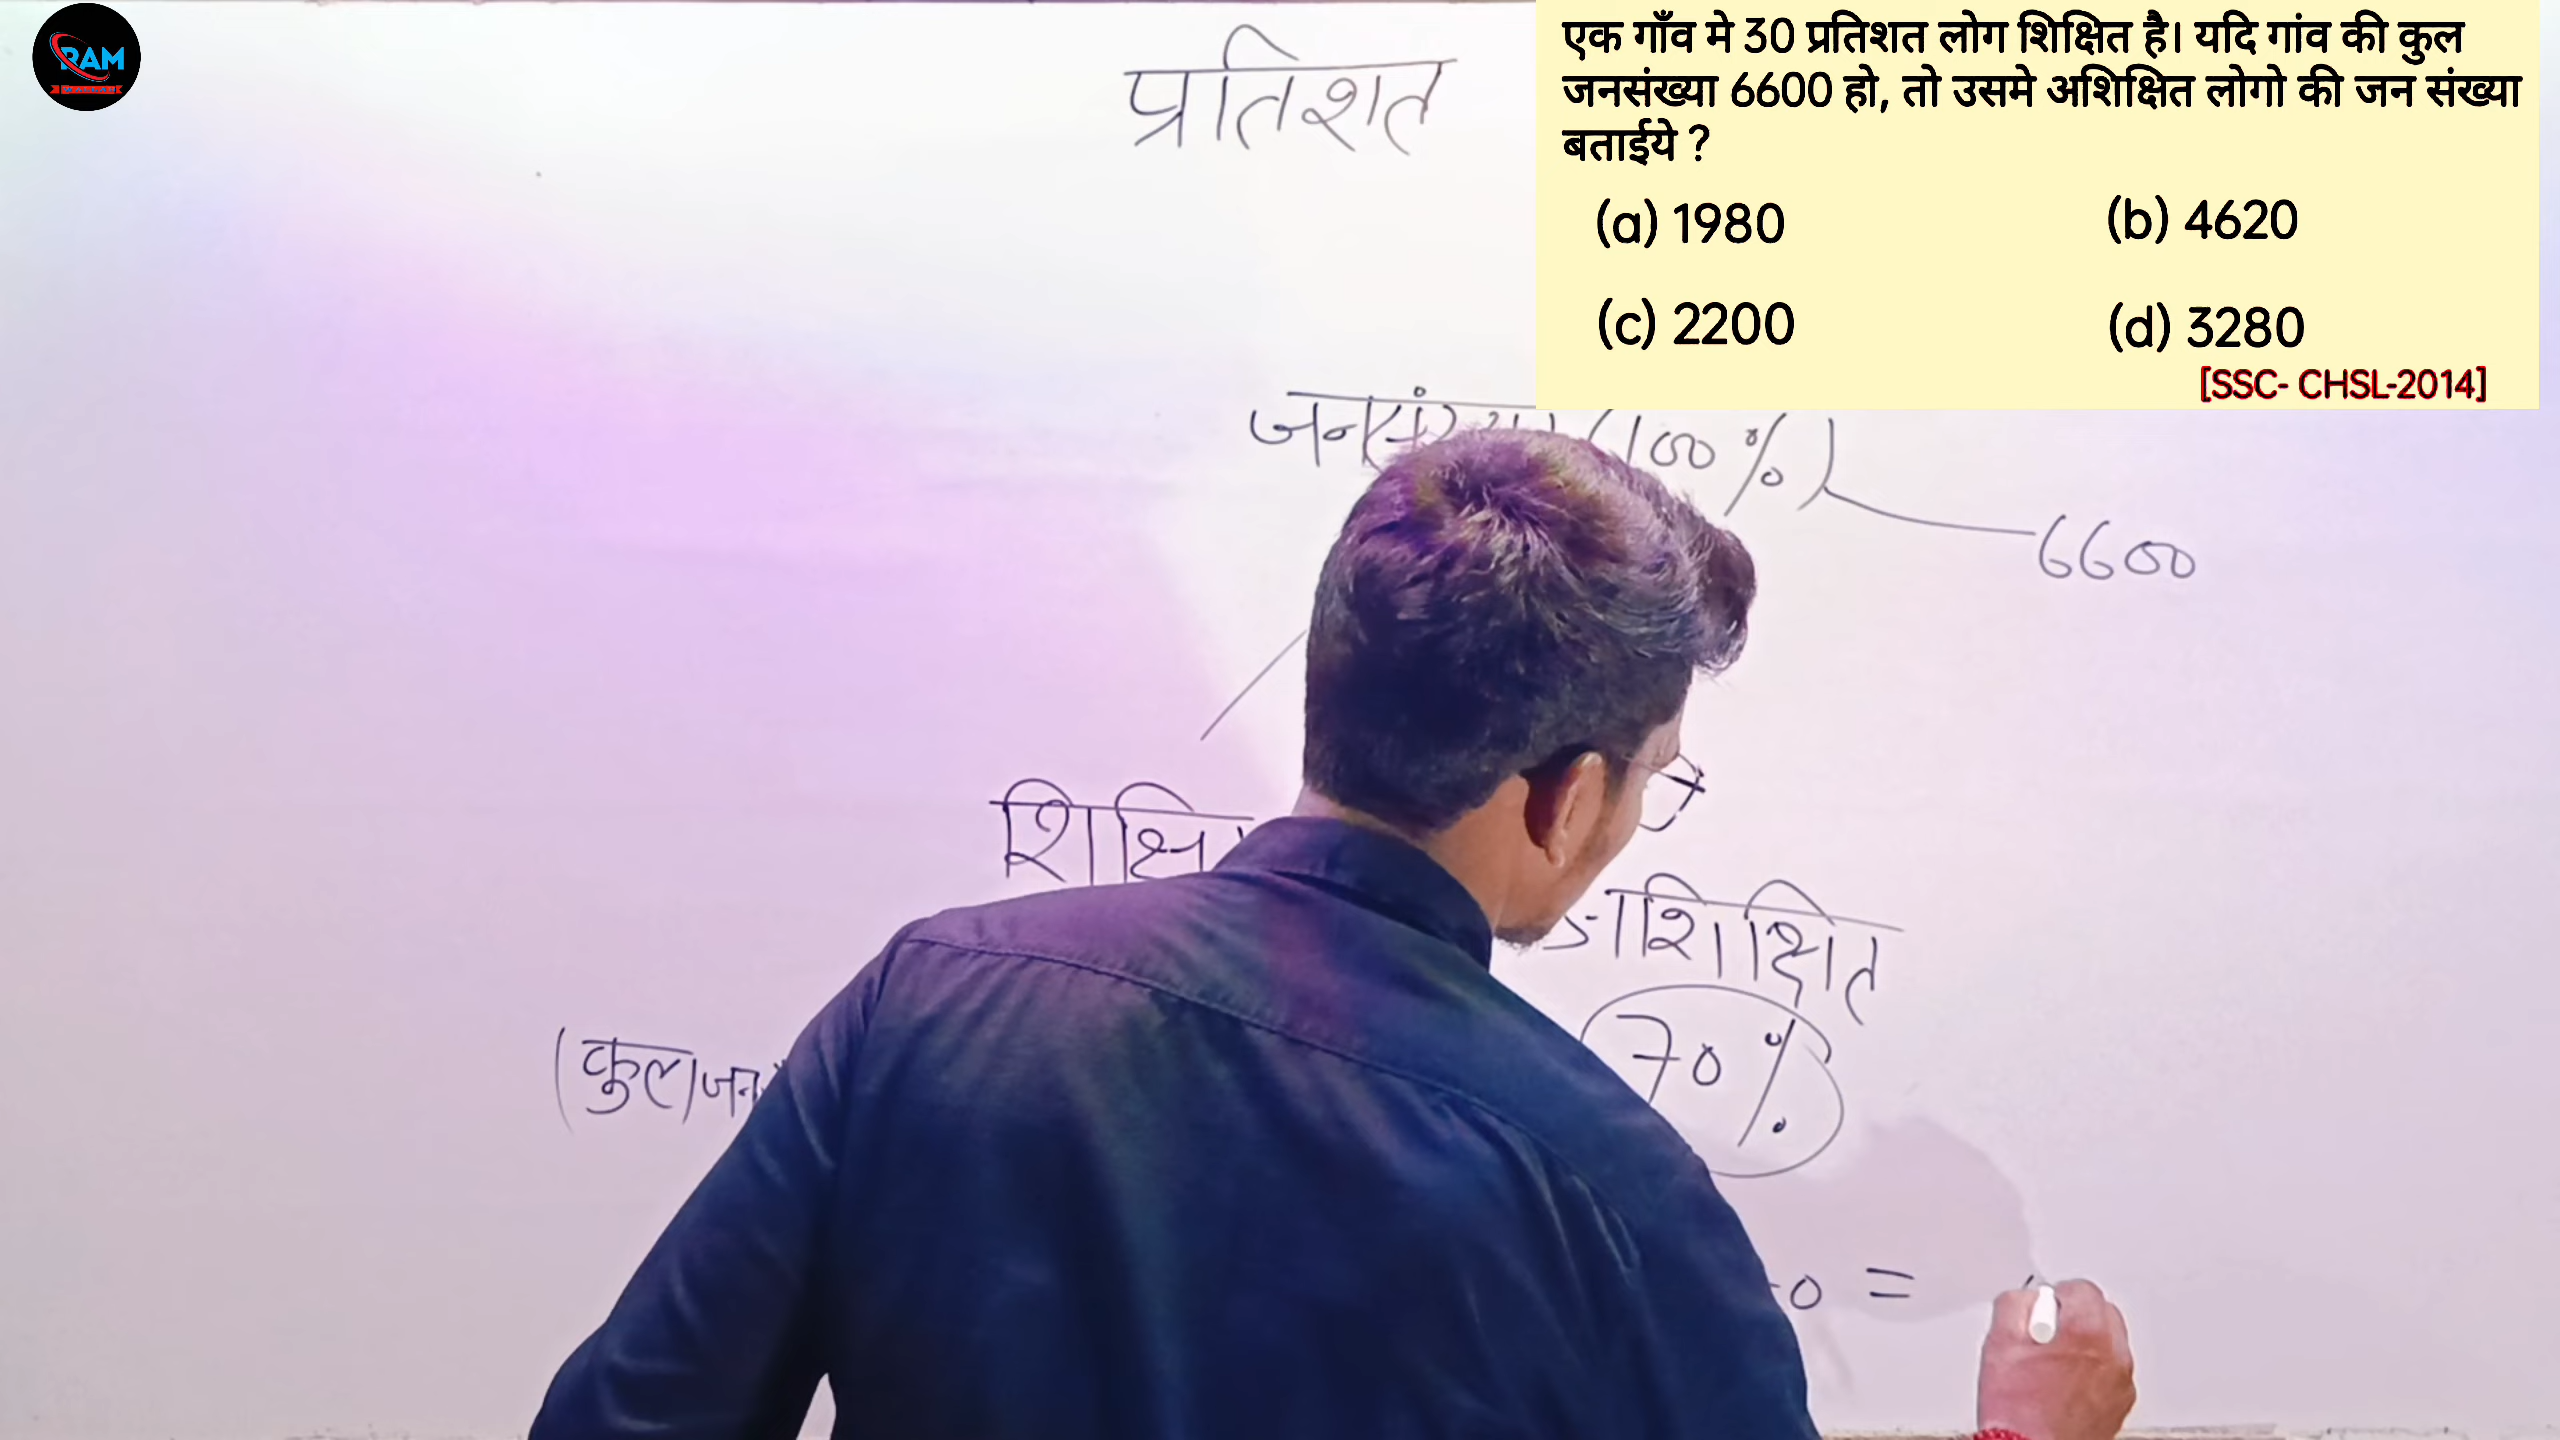 RAM
प्रतिशत
एक गाँव मे 30 प्रतिशत लोग शिक्षित है। यदि गांव की कुल
जनसंख्या 6600 हो, तो उसमे अशिक्षित लोगो की जन संख्या
बताईये ?
(a) 1980 (b) 4620
(c) 2200 (d) 3280
[SSC- CHSL-2014]
(100%)
6600
अशिक्षित
70%
(कुल
0 =